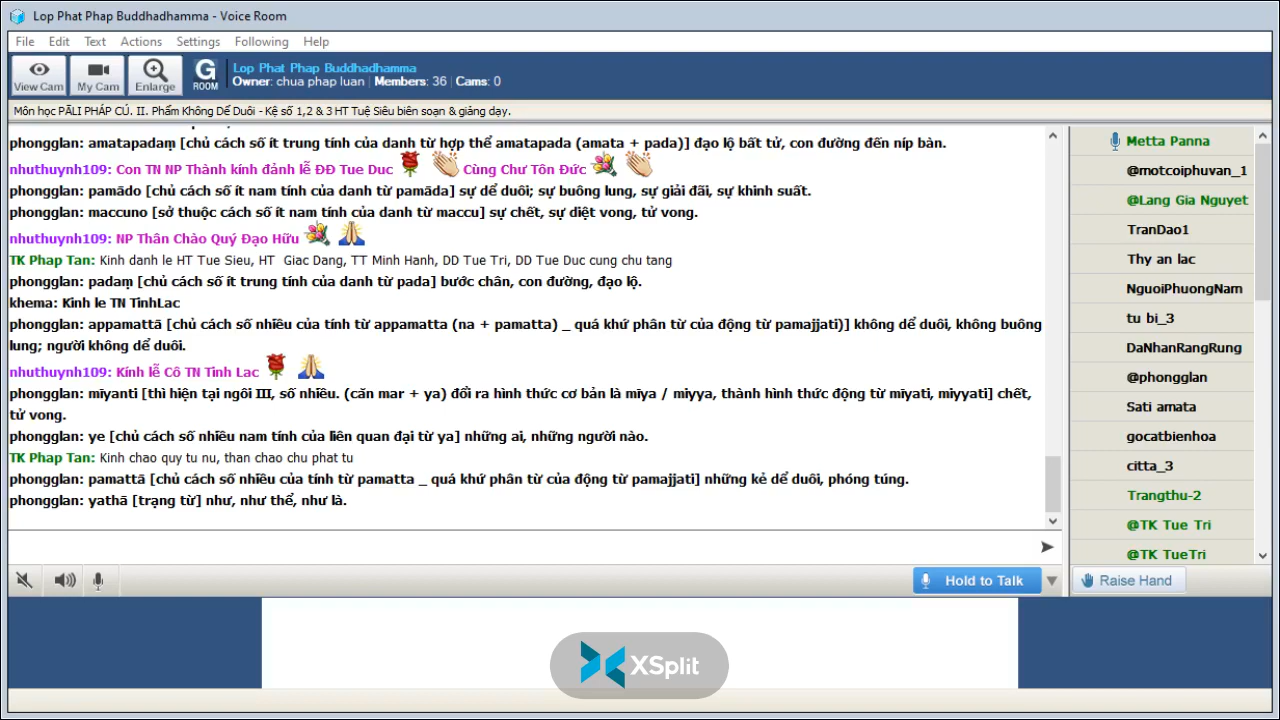 Lop Phat Phap Buddhadhamma - Voice Room
File Edit Text Actions Settings Following Help
View Cam My Cam Enlarge G ROOM
Lop Phat Phap Buddhadhamma
Owner: chua phap luan | Members: 36 | Cams: 0
Môn học PĀLI PHÁP CÚ. II. Phẩm Không Dể Duôi - Kệ số 1,2 & 3 HT Tuệ Siêu biên soạn & giảng dạy.
phongglan: amatapadaṃ [chủ cách số ít trung tính của danh từ hợp thể amatapada (amata + pada)] đạo lộ bất tử, con đường đến níp bàn.
nhuthuynh109: Con TN NP Thành kính đảnh lễ ĐĐ Tue Duc Cùng Chư Tôn Đức
phongglan: pamādo [chủ cách số ít nam tính của danh từ pamāda] sự dể duôi; sự buông lung, sự giải đãi, sự khinh suất.
phongglan: maccuno [sở thuộc cách số ít nam tính của danh từ maccu] sự chết, sự diệt vong, tử vong.
nhuthuynh109: NP Thân Chào Quý Đạo Hữu
TK Phap Tan: Kinh danh le HT Tue Sieu, HT Giac Dang, TT Minh Hanh, DD Tue Tri, DD Tue Duc cung chu tang
phongglan: padaṃ [chủ cách số ít trung tính của danh từ pada] bước chân, con đường, đạo lộ.
khema: Kinh le TN TinhLac
phongglan: appamattā [chủ cách số nhiều của tính từ appamatta (na + pamatta) _ quá khứ phân từ của động từ pamajjati)] không dể duôi, không buông
lung; người không dể duôi.
nhuthuynh109: Kính lễ Cô TN Tinh Lac
phongglan: mīyanti [thì hiện tại ngôi III, số nhiều. (căn mar + ya) đổi ra hình thức cơ bản là mīya / miyya, thành hình thức động từ mīyati, miyyati] chết,
tử vong.
phongglan: ye [chủ cách số nhiều nam tính của liên quan đại từ ya] những ai, những người nào.
TK Phap Tan: Kinh chao quy tu nu, than chao chu phat tu
phongglan: pamattā [chủ cách số nhiều của tính từ pamatta _ quá khứ phân từ của động từ pamajjati] những kẻ dể duôi, phóng túng.
phongglan: yathā [trạng từ] như, như thể, như là.
Metta Panna
@motcoiphuvan_1
@Lang Gia Nguyet
TranDao1
Thy an lac
NguoiPhuongNam
tu bi_3
DaNhanRangRung
@phongglan
Sati amata
gocatbienhoa
citta_3
Trangthu-2
@TK Tue Tri
@TK TueTri
Hold to Talk
Raise Hand
XSplit